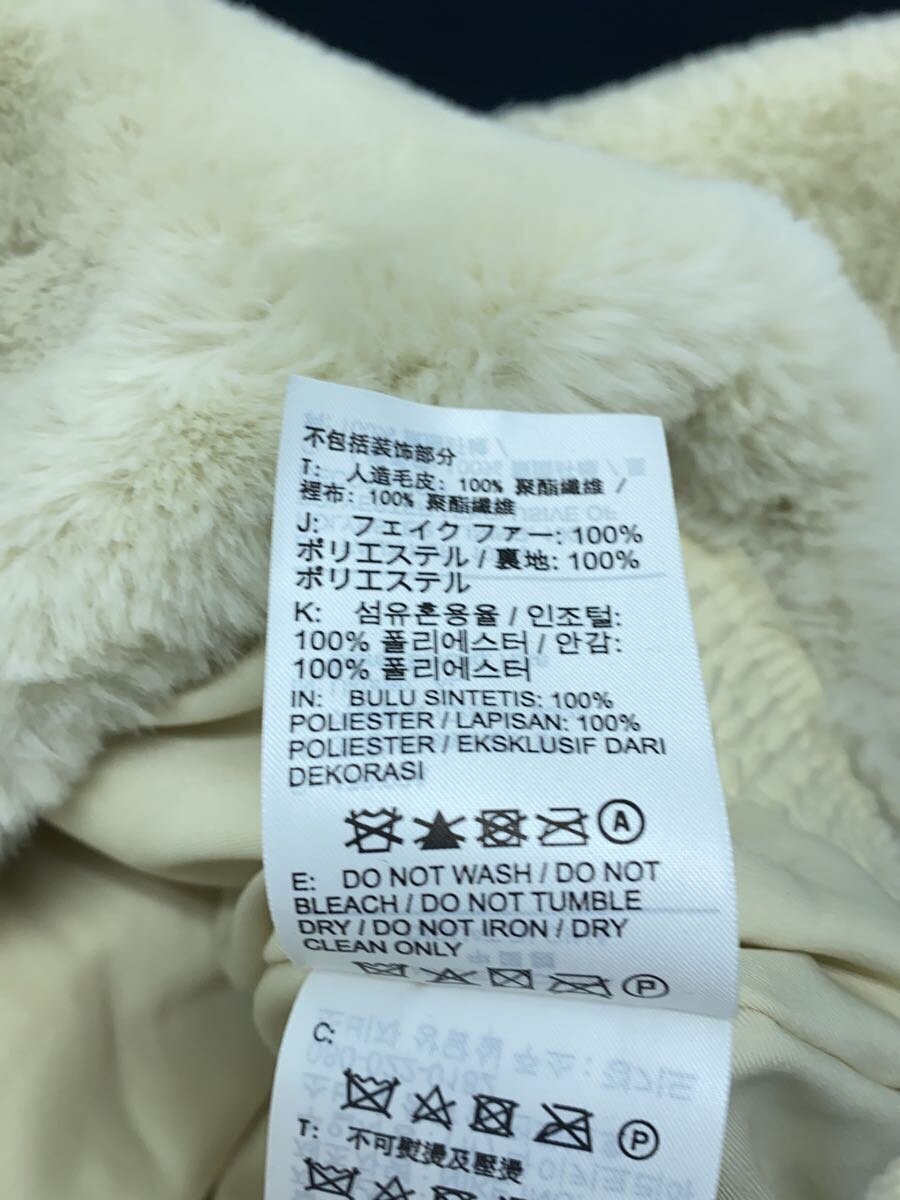 不包括装饰部分
T: 人造毛皮: 100% 聚酯纖維 /
裡布: 100% 聚酯纖維
J: フェイク ファー: 100%
ポリエステル / 裏地: 100%
ポリエステル
K: 섬유혼용율 / 인조털:
100% 폴리에스터 / 안감:
100% 폴리에스터
IN: BULU SINTETIS: 100%
POLIESTER / LAPISAN: 100%
POLIESTER / EKSKLUSIF DARI
DEKORASI
A
E: DO NOT WASH / DO NOT
BLEACH / DO NOT TUMBLE
DRY / DO NOT IRON / DRY
CLEAN ONLY
P
C:
P
T: 不可熨燙及壓燙